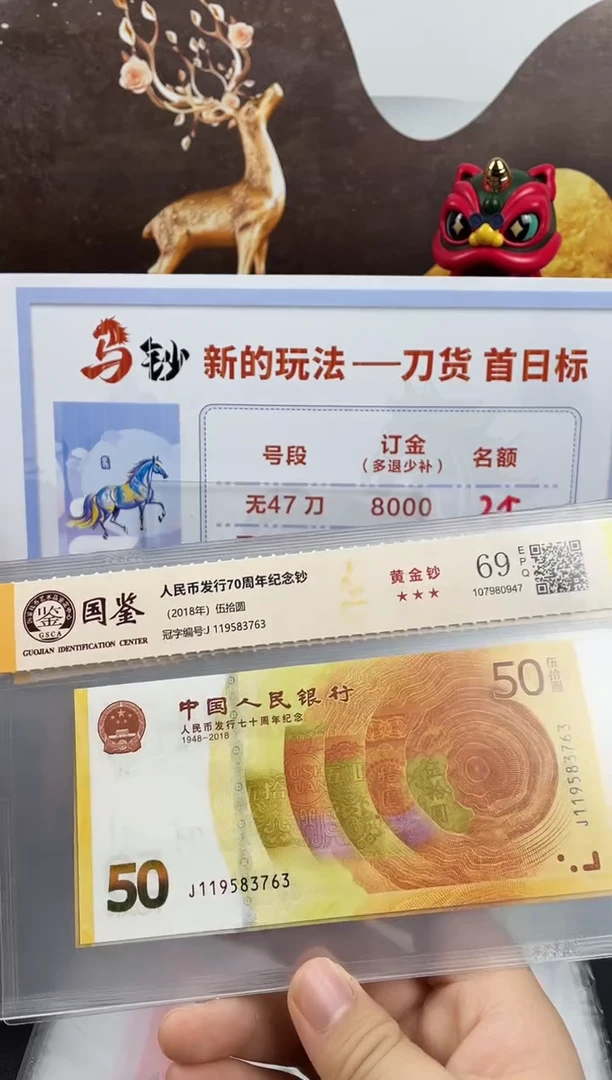 马钞 新的玩法——刀货 首日标
号段 订金 名额
(多退少补)
无47刀 8000 2个
国鉴
GSCA
GUOJIAN IDENTIFICATION CENTER
人民币发行70周年纪念钞
(2018年) 伍拾圆
冠字编号:J 119583763
黄金钞
★★★
69 EPQ
107980947
中国人民银行
人民币发行七十周年纪念
1948-2018
50 伍拾圆
J119583763
50 J119583763